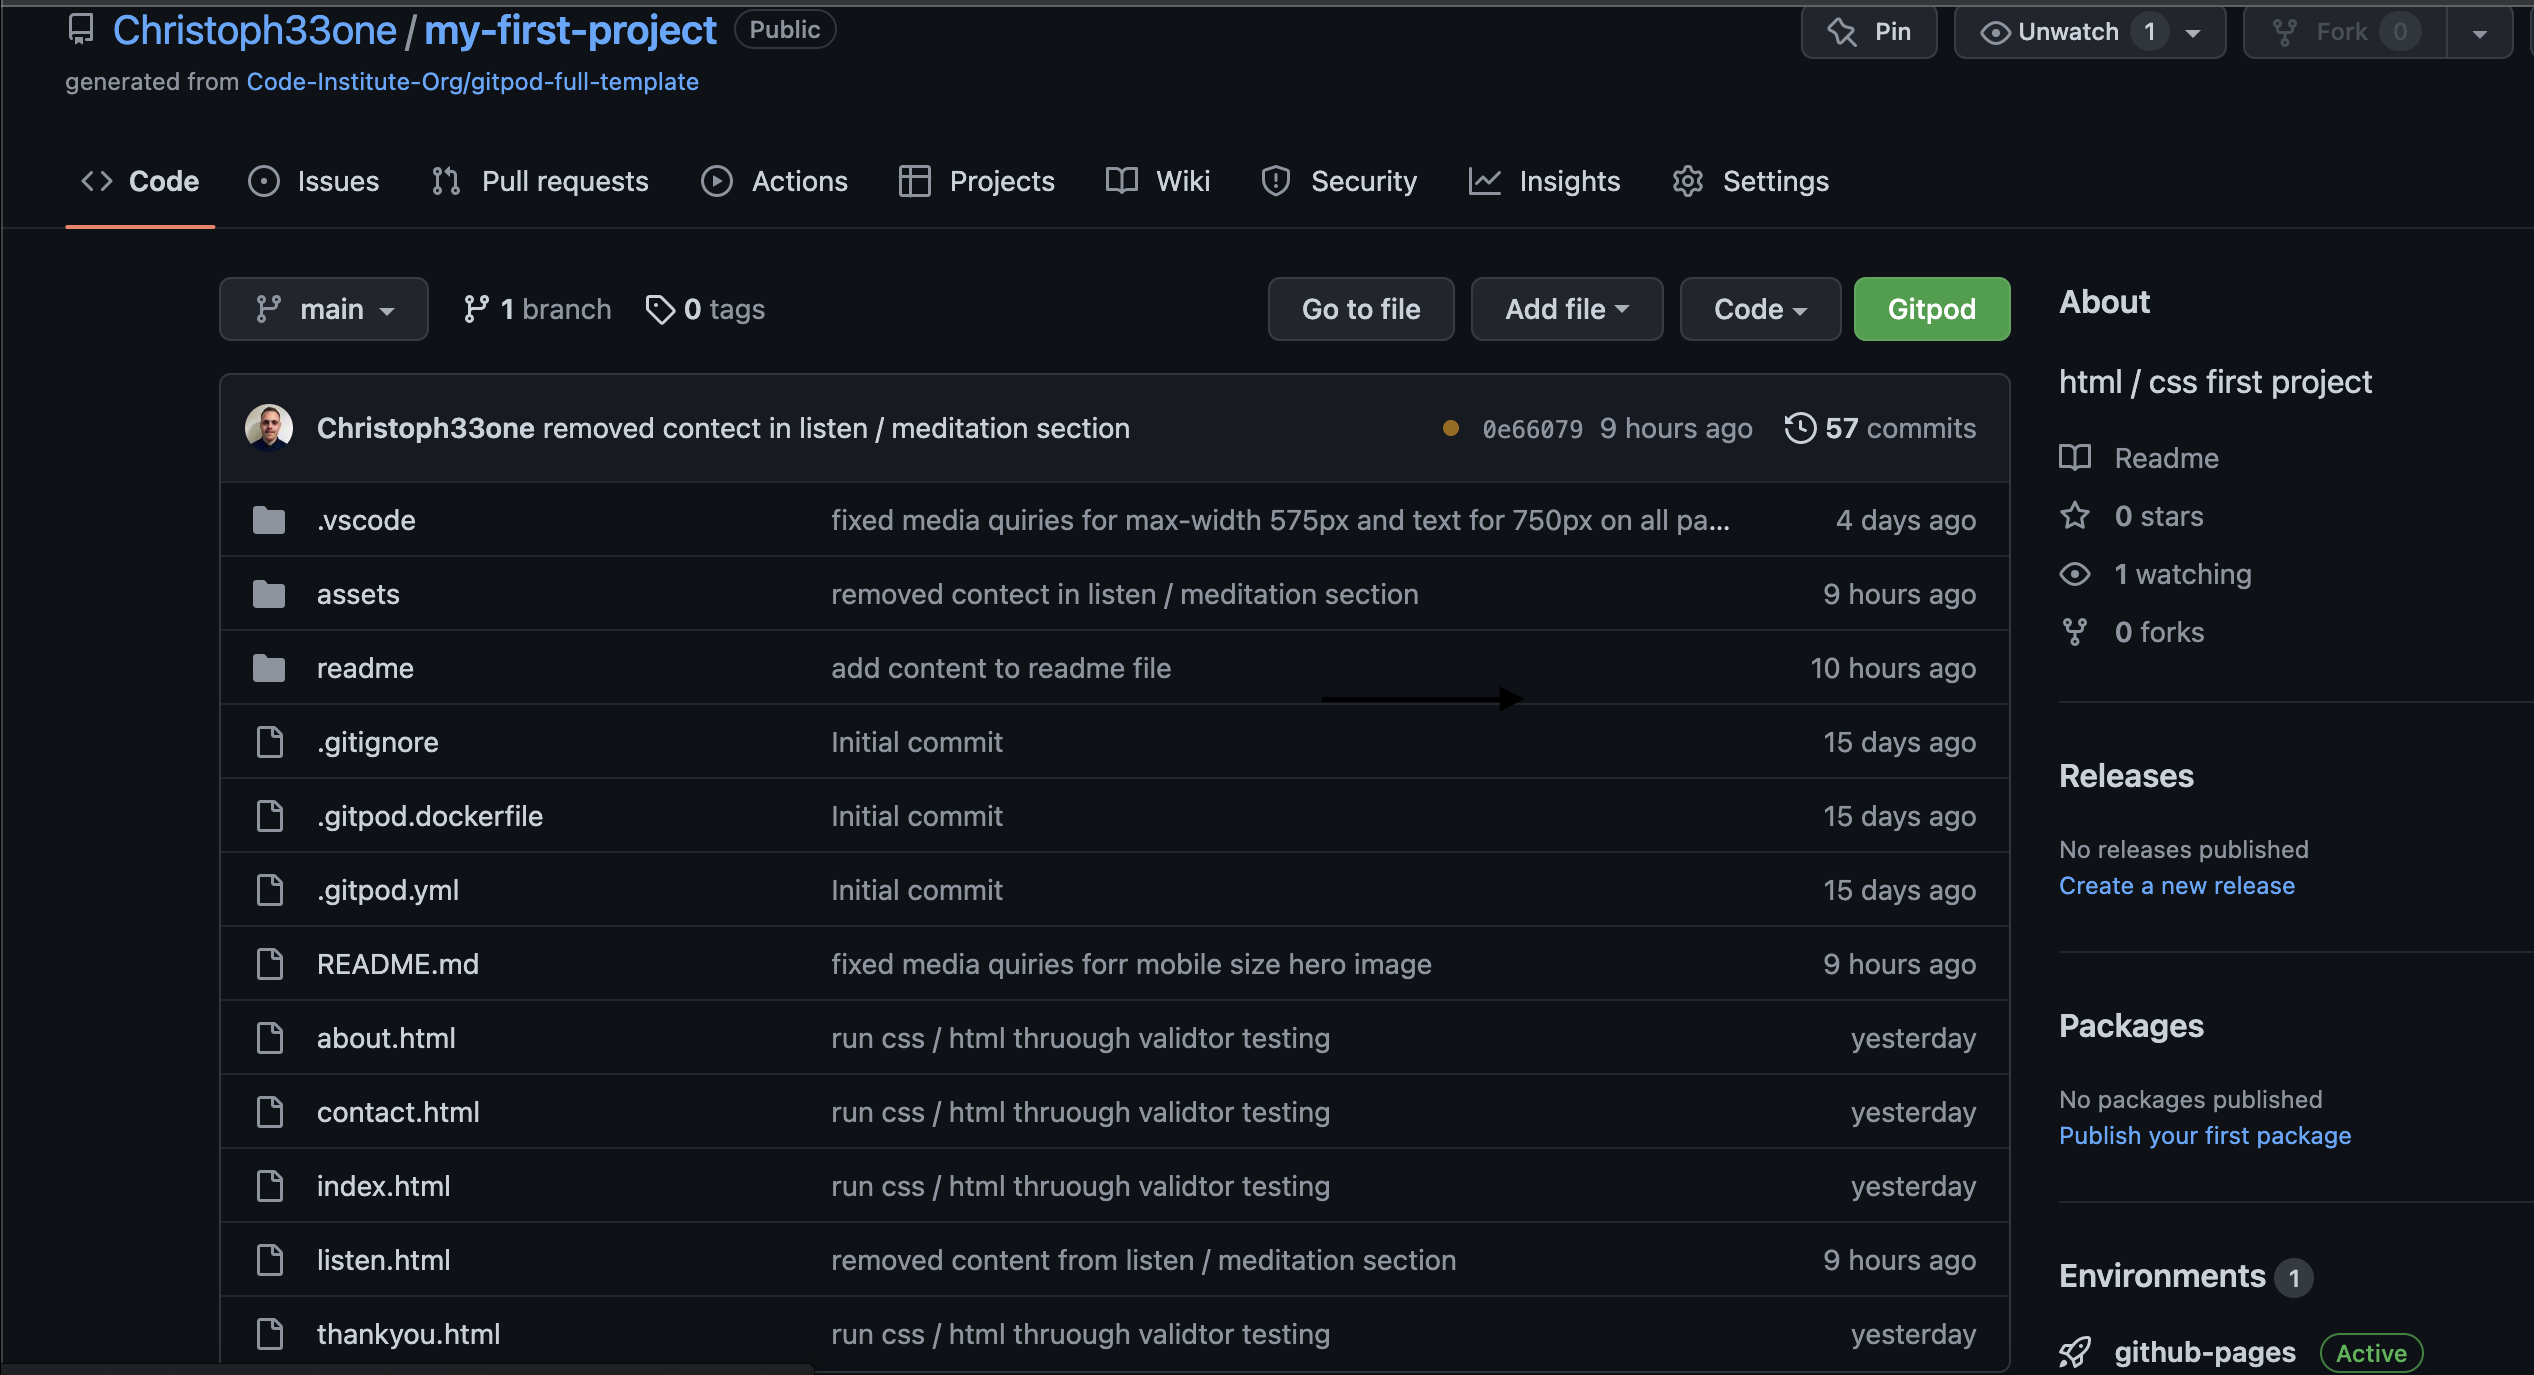 Christoph33one / my-first-project Public
Pin Unwatch 1 Fork 0
generated from Code-Institute-Org/gitpod-full-template
Code Issues Pull requests Actions Projects Wiki Security Insights Settings
main 1 branch 0 tags Go to file Add file Code Gitpod
Christoph33one removed contect in listen / meditation section 0e66079 9 hours ago 57 commits
.vscode fixed media quiries for max-width 575px and text for 750px on all pa... 4 days ago
assets removed contect in listen / meditation section 9 hours ago
readme add content to readme file 10 hours ago
.gitignore Initial commit 15 days ago
.gitpod.dockerfile Initial commit 15 days ago
.gitpod.yml Initial commit 15 days ago
README.md fixed media quiries forr mobile size hero image 9 hours ago
about.html run css / html thruough validtor testing yesterday
contact.html run css / html thruough validtor testing yesterday
index.html run css / html thruough validtor testing yesterday
listen.html removed content from listen / meditation section 9 hours ago
thankyou.html run css / html thruough validtor testing yesterday
About
html / css first project
Readme
0 stars
1 watching
0 forks
Releases
No releases published
Create a new release
Packages
No packages published
Publish your first package
Environments 1
github-pages Active